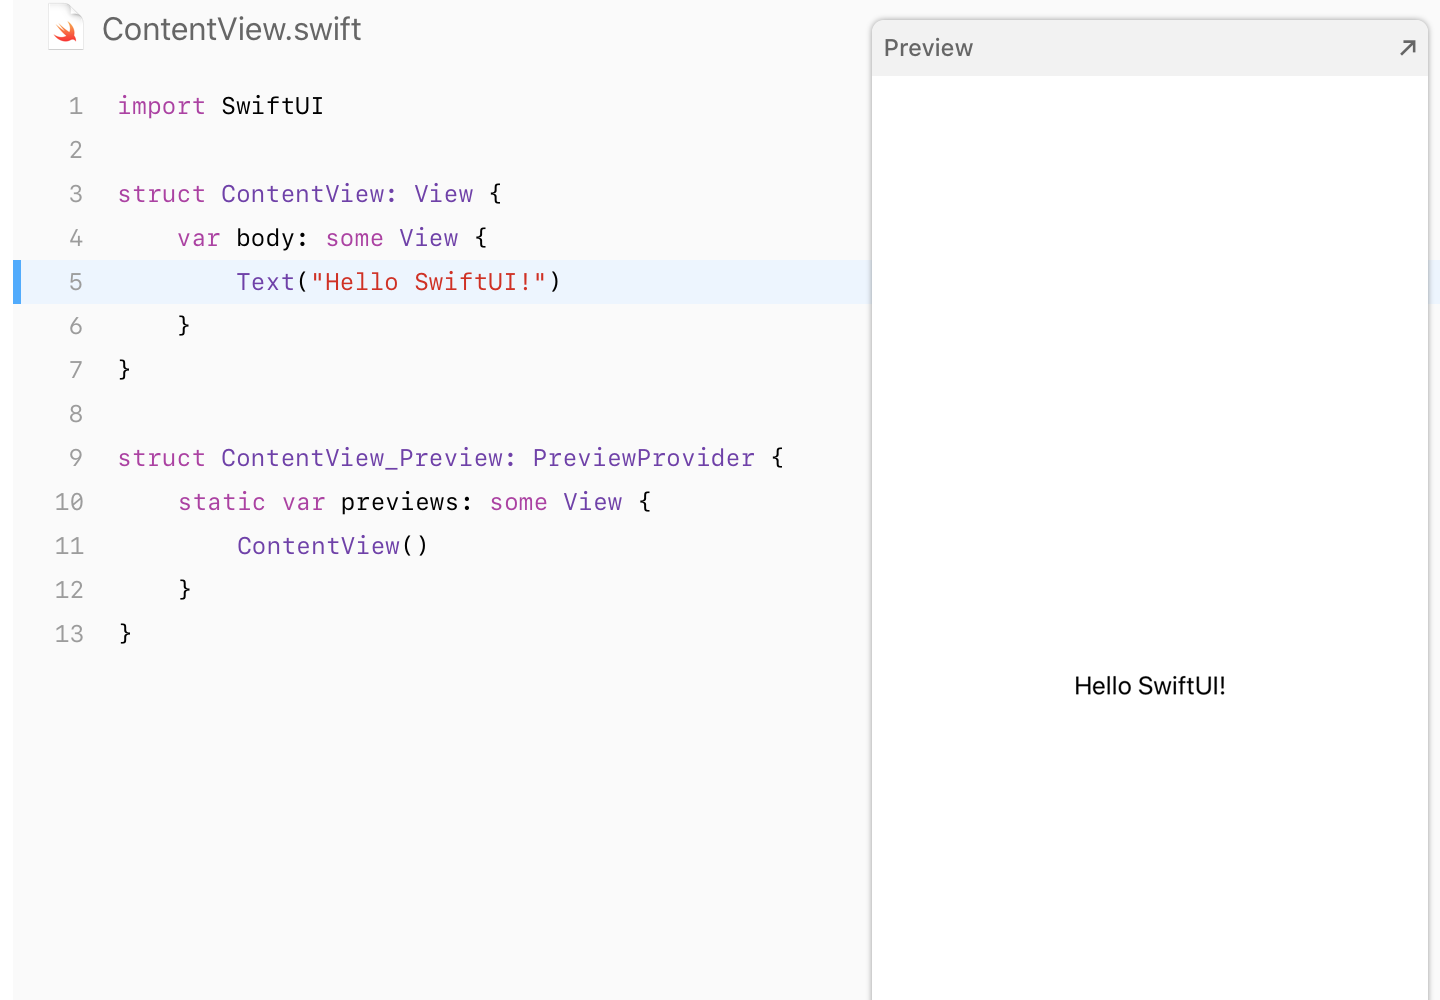 ContentView.swift
Preview
1 import SwiftUI
2
3 struct ContentView: View {
4     var body: some View {
5         Text("Hello SwiftUI!")
6     }
7 }
8
9 struct ContentView_Preview: PreviewProvider {
10     static var previews: some View {
11         ContentView()
12     }
13 }
Hello SwiftUI!